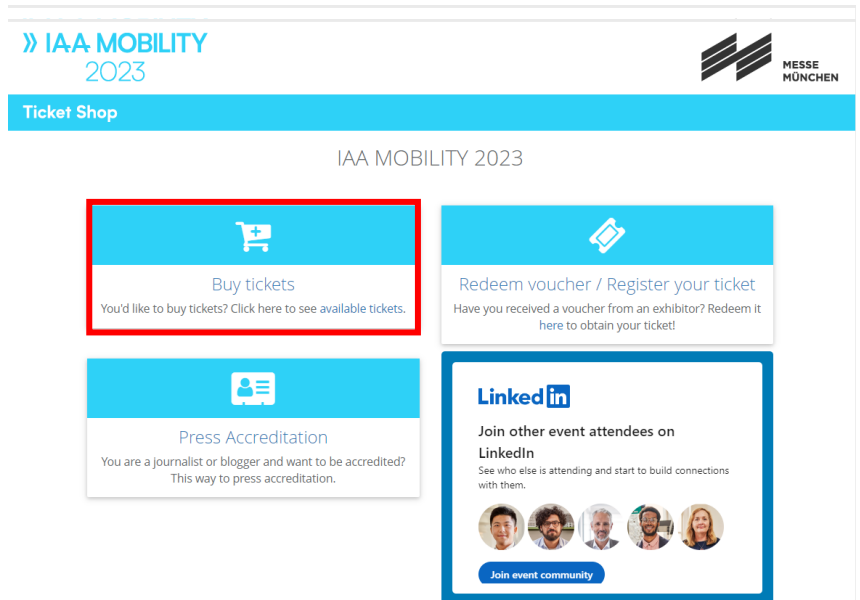 » IAA MOBILITY
2023
MESSE
MÜNCHEN
Ticket Shop
IAA MOBILITY 2023
Buy tickets
You'd like to buy tickets? Click here to see available tickets.
Redeem voucher / Register your ticket
Have you received a voucher from an exhibitor? Redeem it
here to obtain your ticket!
Press Accreditation
You are a journalist or blogger and want to be accredited?
This way to press accreditation.
Linked in
Join other event attendees on
LinkedIn
See who else is attending and start to build connections
with them.
Join event community